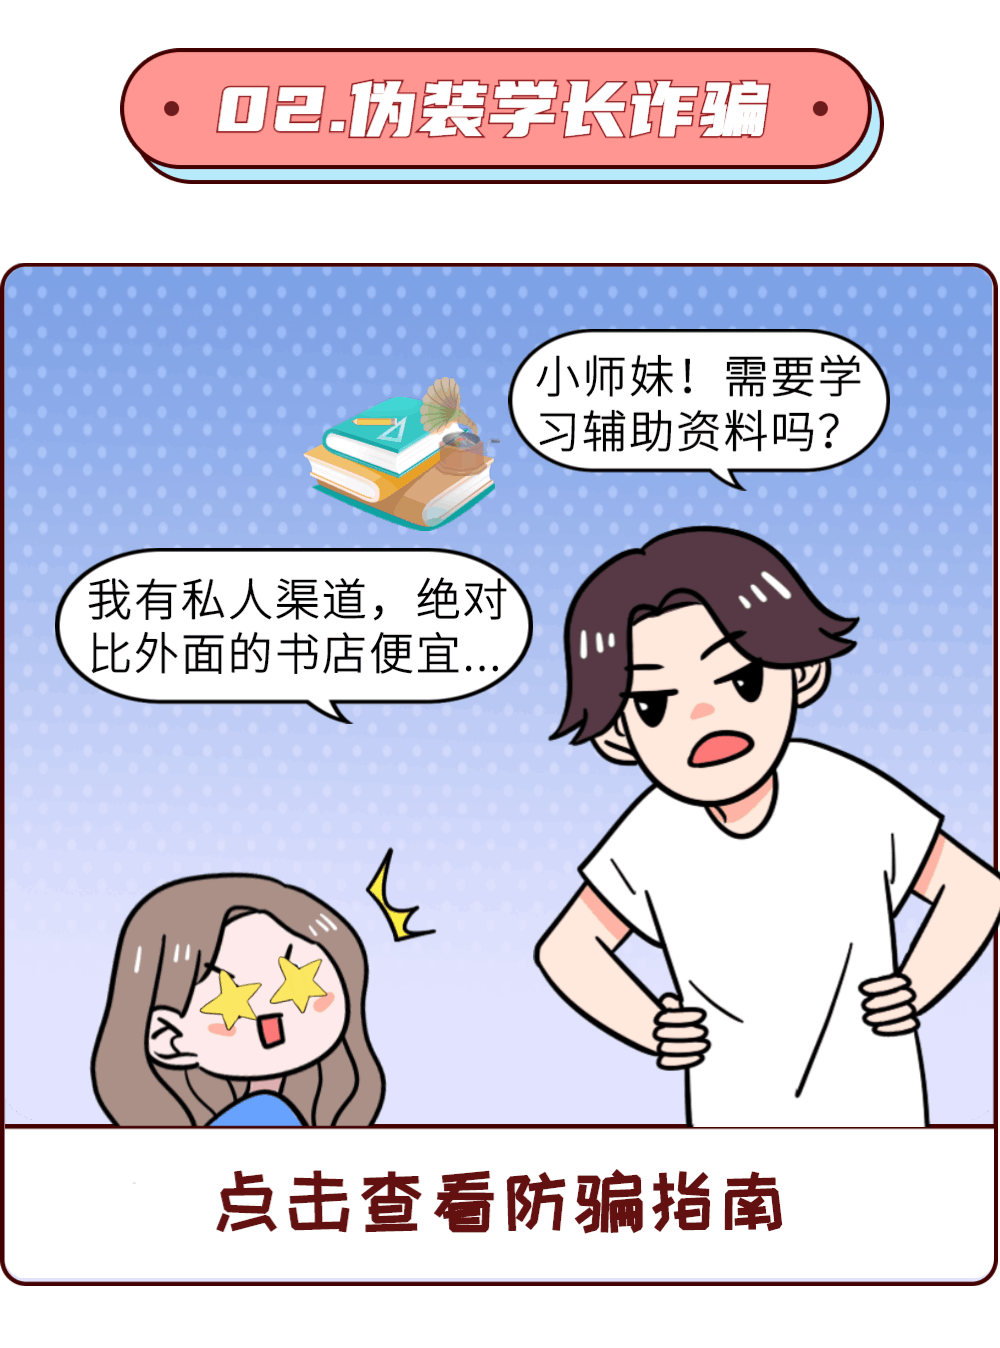 02.伪装学长诈骗
小师妹！需要学
习辅助资料吗？
我有私人渠道，绝对
比外面的书店便宜...
点击查看防骗指南